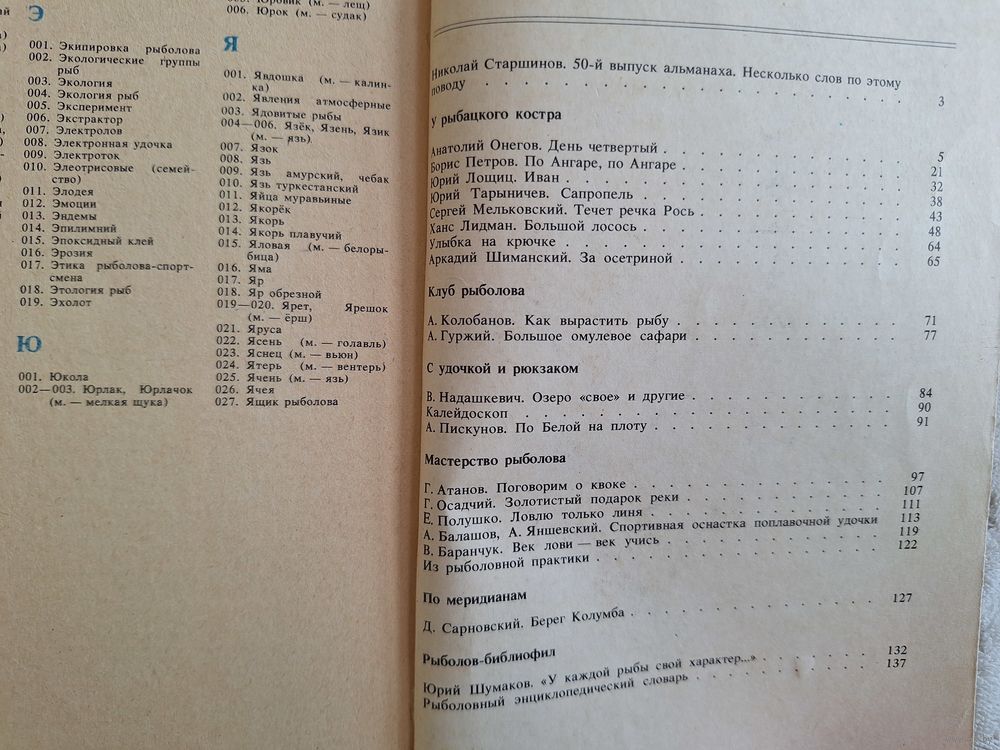 Э
001. Экипировка рыболова
002. Экологические группы
рыб
003. Экология
004. Экология рыб
005. Эксперимент
006. Экстрактор
007. Электролов
008. Электронная удочка
009. Электроток
010. Элеотрисовые (семей-
ство)
011. Элодея
012. Эмоции
013. Эндемы
014. Эпилимний
015. Эпоксидный клей
016. Эрозия
017. Этика рыболова-спорт-
смена
018. Этология рыб
019. Эхолот
Ю
001. Юкола
002—003. Юрлак, Юрлачок
(м. — мелкая щука)
005. Юровик (м. — лещ)
006. Юрок (м. — судак)
Я
001. Явдошка (м. — калин-
ка)
002. Явления атмосферные
003. Ядовитые рыбы
004—006. Язёк, Язень, Язик
(м. — язь)
007. Язок
008. Язь
009. Язь амурский, чебак
010. Язь туркестанский
011. Яйца муравьиные
012. Якорёк
013. Якорь
014. Якорь плавучий
015. Яловая (м. — белоры-
бица)
016. Яма
017. Яр
018. Яр обрезной
019—020. Ярет, Ярешок
(м. — ёрш)
021. Яруса
022. Ясень (м. — голавль)
023. Яснец (м. — вьюн)
024. Ятерь (м. — вентерь)
025. Ячень (м. — язь)
026. Ячея
027. Ящик рыболова
Николай Старшинов. 50-й выпуск альманаха. Несколько слов по этому
поводу . . . . . . . . . . . . . . . 3
У рыбацкого костра
Анатолий Онегов. День четвертый . . . . . . . . . 5
Борис Петров. По Ангаре, по Ангаре . . . . . . . . 21
Юрий Лощиц. Иван . . . . . . . . . . . . 32
Юрий Тарыничев. Сапропель . . . . . . . . . . 38
Сергей Мельковский. Течет речка Рось . . . . . . . . 43
Ханс Лидман. Большой лосось . . . . . . . . . . 48
Улыбка на крючке . . . . . . . . . . . . 64
Аркадий Шиманский. За осетриной . . . . . . . . . 65
Клуб рыболова
А. Колобанов. Как вырастить рыбу . . . . . . . . . 71
А. Гуржий. Большое омулевое сафари . . . . . . . . 77
С удочкой и рюкзаком
В. Надашкевич. Озеро «свое» и другие . . . . . . . . 84
Калейдоскоп . . . . . . . . . . . . . 90
А. Пискунов. По Белой на плоту . . . . . . . . . 91
Мастерство рыболова
Г. Атанов. Поговорим о квоке . . . . . . . . . 97
Г. Осадчий. Золотистый подарок реки . . . . . . . . 107
Е. Полушко. Ловлю только линя . . . . . . . . . 111
А. Балашов, А. Яншевский. Спортивная оснастка поплавочной удочки 113
В. Баранчук. Век лови — век учись . . . . . . . . 119
Из рыболовной практики . . . . . . . . . . . 122
По меридианам
Д. Сарновский. Берег Колумба . . . . . . . . . . 127
Рыболов-библиофил
Юрий Шумаков. «У каждой рыбы свой характер...» . . . . . . 132
Рыболовный энциклопедический словарь . . . . . . . . 137